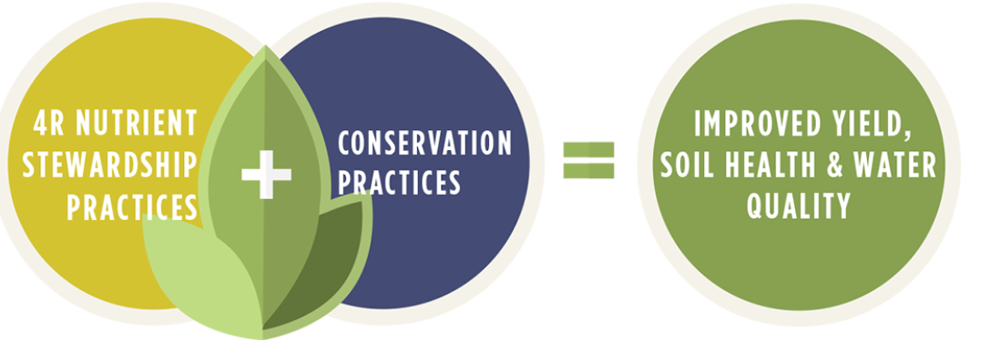 4R NUTRIENT
STEWARDSHIP
PRACTICES
+
CONSERVATION
PRACTICES
=
IMPROVED YIELD,
SOIL HEALTH & WATER
QUALITY